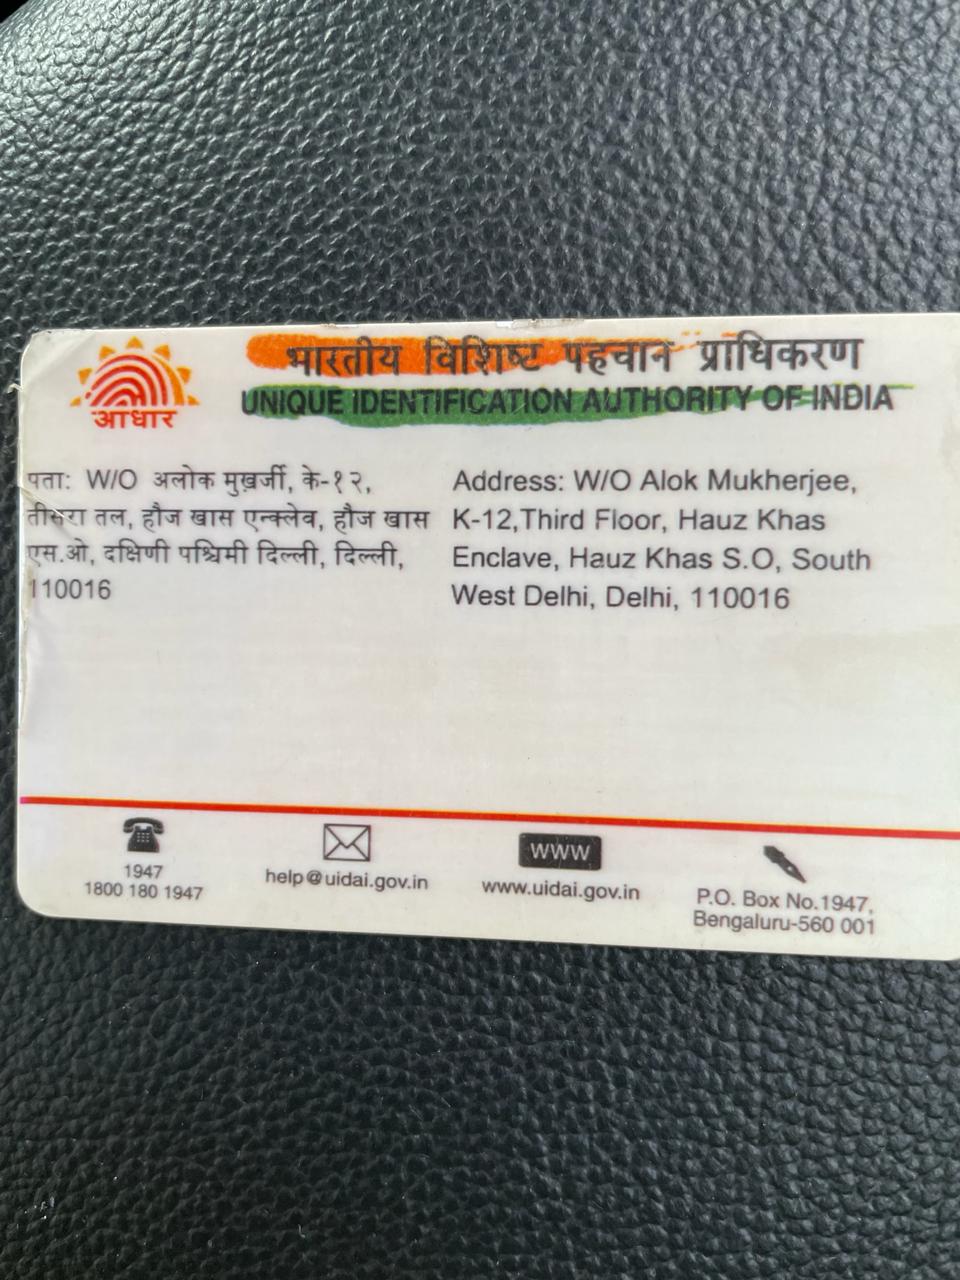 भारतीय विशिष्ट पहचान प्राधिकरण
UNIQUE IDENTIFICATION AUTHORITY OF INDIA
आधार
पता: W/O अलोक मुखर्जी, के-१२,
तीसरा तल, हौज खास एन्क्लेव, हौज खास
एस.ओ, दक्षिणी पश्चिमी दिल्ली, दिल्ली,
110016
Address: W/O Alok Mukherjee,
K-12,Third Floor, Hauz Khas
Enclave, Hauz Khas S.O, South
West Delhi, Delhi, 110016
1947
1800 180 1947
help@uidai.gov.in
WWW
www.uidai.gov.in
P.O. Box No.1947,
Bengaluru-560 001